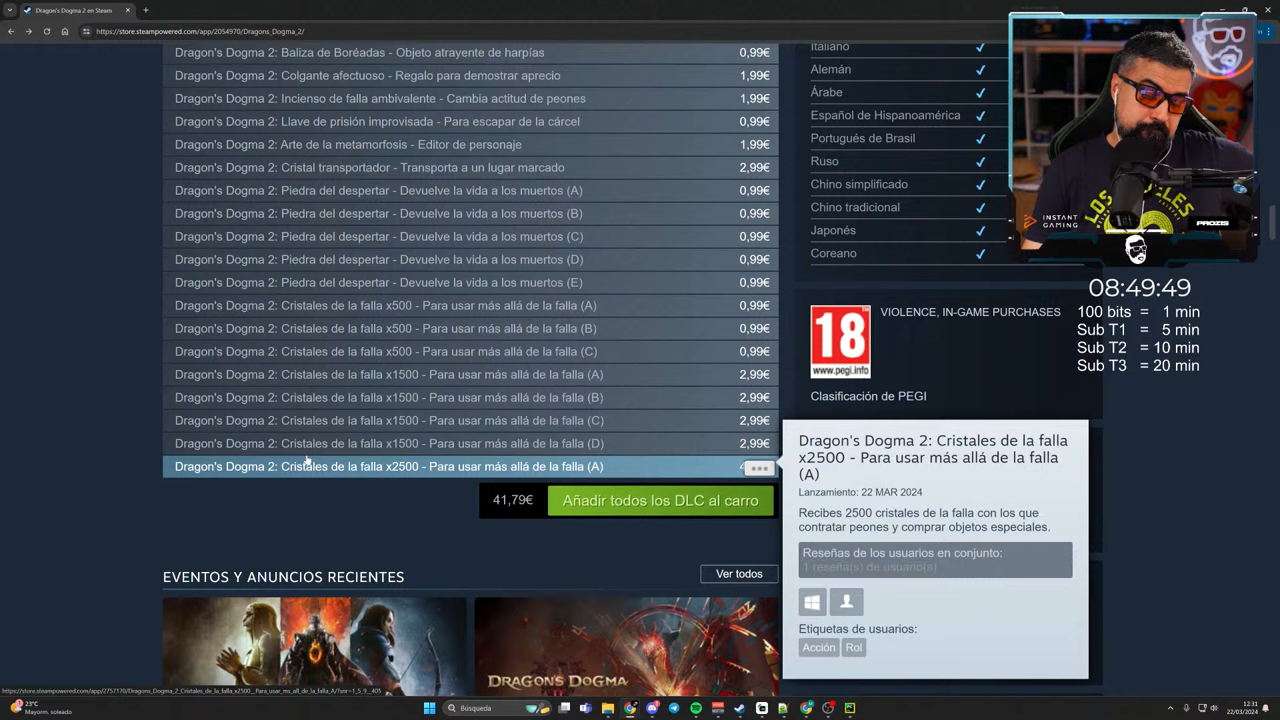 Dragon's Dogma 2 en Steam
https://store.steampowered.com/app/2054970/Dragons_Dogma_2/
Dragon's Dogma 2: Baliza de Borgadas - Objeto de juego de harpías 0,99€
Dragon's Dogma 2: Colgante afectuoso - Regalo para demostrar aprecio 1,99€
Dragon's Dogma 2: Incienso de falla ambivalente - Cambia actitud de peones 1,99€
Dragon's Dogma 2: Llave de prisión improvisada - Para escapar de la cárcel 0,99€
Dragon's Dogma 2: Arte de la metamorfosis - Editor de personaje 1,99€
Dragon's Dogma 2: Cristal transportador - Transporta a un lugar marcado 2,99€
Dragon's Dogma 2: Piedra del despertar - Devuelve la vida a los muertos (A) 0,99€
Dragon's Dogma 2: Piedra del despertar - Devuelve la vida a los muertos (B) 0,99€
Dragon's Dogma 2: Piedra del despertar - Devuelve la vida a los muertos (C) 0,99€
Dragon's Dogma 2: Piedra del despertar - Devuelve la vida a los muertos (D) 0,99€
Dragon's Dogma 2: Piedra del despertar - Devuelve la vida a los muertos (E) 0,99€
Dragon's Dogma 2: Cristales de la falla x500 - Para usar más allá de la falla (A) 0,99€
Dragon's Dogma 2: Cristales de la falla x500 - Para usar más allá de la falla (B) 0,99€
Dragon's Dogma 2: Cristales de la falla x500 - Para usar más allá de la falla (C) 0,99€
Dragon's Dogma 2: Cristales de la falla x1500 - Para usar más allá de la falla (A) 2,99€
Dragon's Dogma 2: Cristales de la falla x1500 - Para usar más allá de la falla (B) 2,99€
Dragon's Dogma 2: Cristales de la falla x1500 - Para usar más allá de la falla (C) 2,99€
Dragon's Dogma 2: Cristales de la falla x1500 - Para usar más allá de la falla (D) 2,99€
Dragon's Dogma 2: Cristales de la falla x2500 - Para usar más allá de la falla (A)
41,79€ Añadir todos los DLC al carro
EVENTOS Y ANUNCIOS RECIENTES Ver todos
DRAGON'S DOGMA
Italiano
Alemán
Árabe
Español de Hispanoamérica
Portugués de Brasil
Ruso
Chino simplificado
Chino tradicional
Japonés
Coreano
18
www.pegi.info
VIOLENCE, IN-GAME PURCHASES
Clasificación de PEGI
Dragon's Dogma 2: Cristales de la falla
x2500 - Para usar más allá de la falla
(A)
Lanzamiento: 22 MAR 2024
Recibes 2500 cristales de la falla con los que
contratar peones y comprar objetos especiales.
Reseñas de los usuarios en conjunto:
1 reseña(s) de usuario(s)
Etiquetas de usuarios:
Acción Rol
INSTANT
GAMING
PROZIS
08:49:49
100 bits = 1 min
Sub T1 = 5 min
Sub T2 = 10 min
Sub T3 = 20 min
23°C
Mayorm. soleado
Búsqueda
12:31
22/03/2024